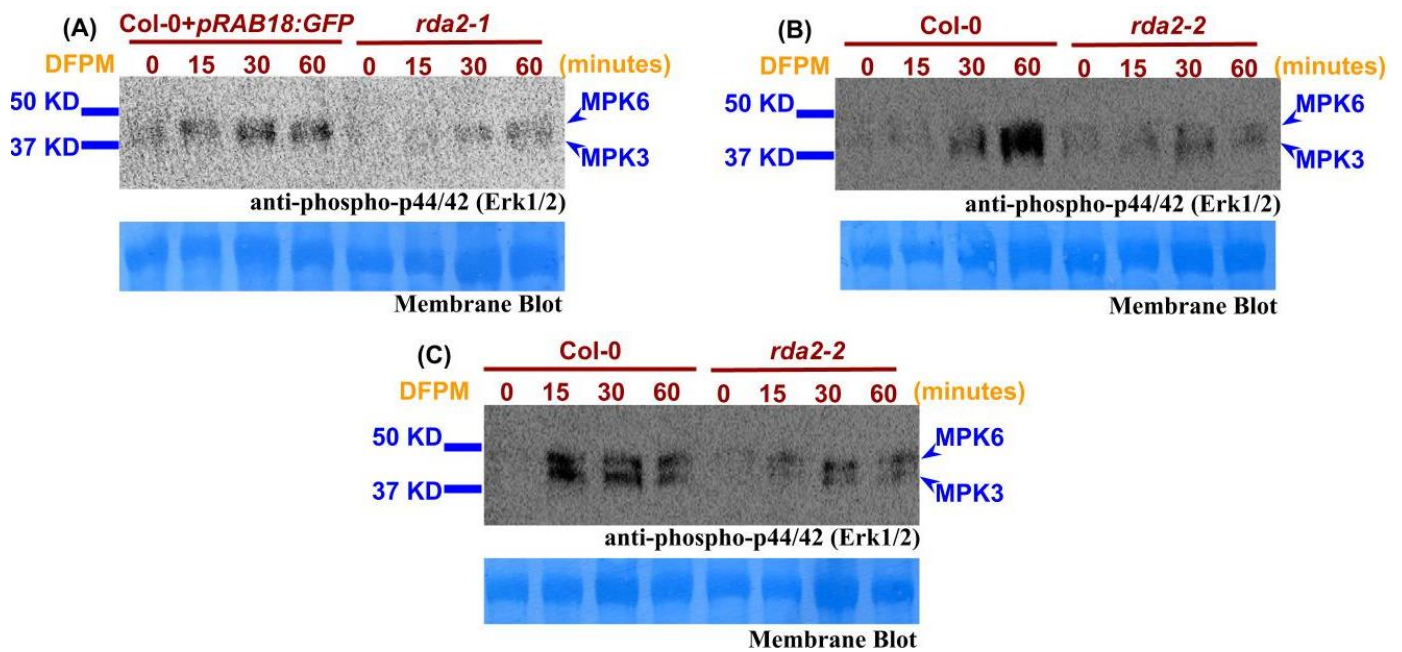 (A) Col-0+pRAB18:GFP rda2-1
DFPM 0 15 30 60 0 15 30 60 (minutes)
50 KD
37 KD
MPK6
MPK3
anti-phospho-p44/42 (Erk1/2)
Membrane Blot
(B) Col-0 rda2-2
DFPM 0 15 30 60 0 15 30 60
50 KD
37 KD
MPK6
MPK3
anti-phospho-p44/42 (Erk1/2)
Membrane Blot
(C) Col-0 rda2-2
DFPM 0 15 30 60 0 15 30 60 (minutes)
50 KD
37 KD
MPK6
MPK3
anti-phospho-p44/42 (Erk1/2)
Membrane Blot